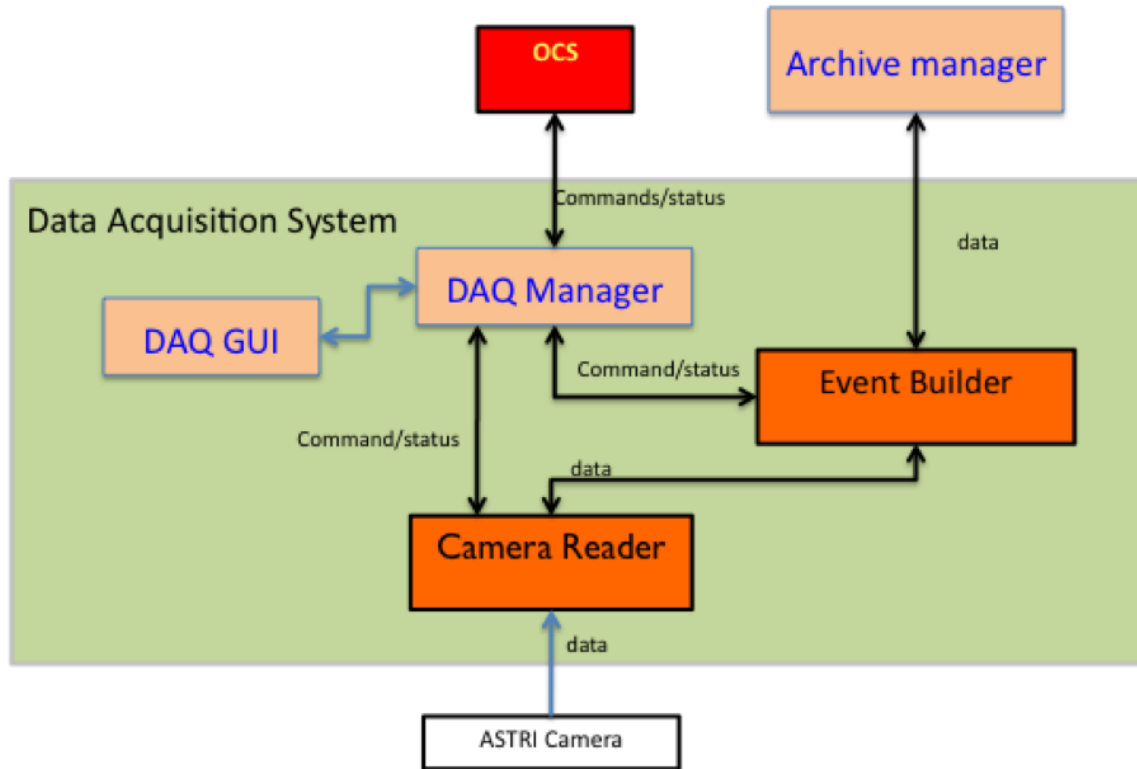 OCS
Archive manager
Commands/status
Data Acquisition System
data
DAQ Manager
DAQ GUI
Command/status
Event Builder
Command/status
data
Camera Reader
data
ASTRI Camera